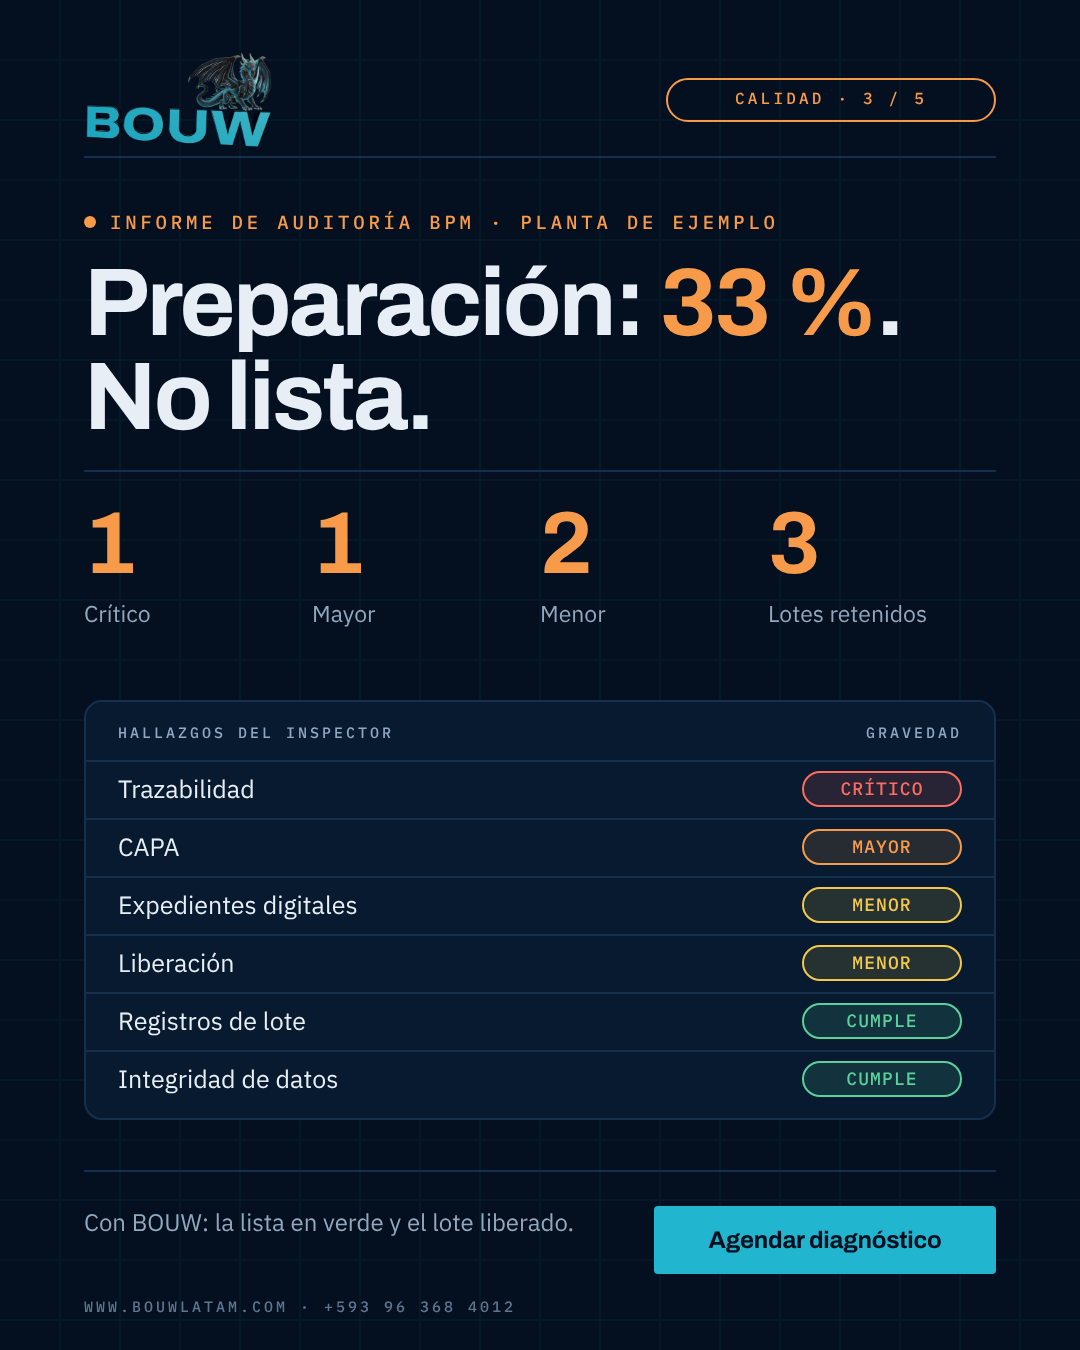 BOUW
CALIDAD · 3 / 5
INFORME DE AUDITORÍA BPM · PLANTA DE EJEMPLO
Preparación: 33 %.
No lista.
1
Crítico
1
Mayor
2
Menor
3
Lotes retenidos
HALLAZGOS DEL INSPECTOR GRAVEDAD
Trazabilidad CRÍTICO
CAPA MAYOR
Expedientes digitales MENOR
Liberación MENOR
Registros de lote CUMPLE
Integridad de datos CUMPLE
Con BOUW: la lista en verde y el lote liberado.
Agendar diagnóstico
WWW.BOUWLATAM.COM · +593 96 368 4012